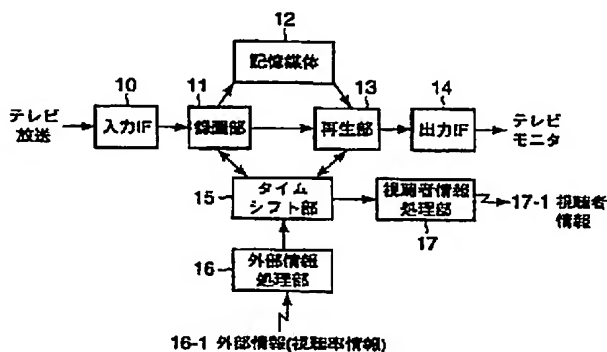 12
記憶媒体
10
11
13
14
テレビ
放送
入力IF
録画部
再生部
出力IF
テレビ
モニタ
15
タイム
シフト部
視聴者情報
処理部
17-1 視聴者
情報
17
16
外部情報
処理部
16-1 外部情報(視聴率情報)